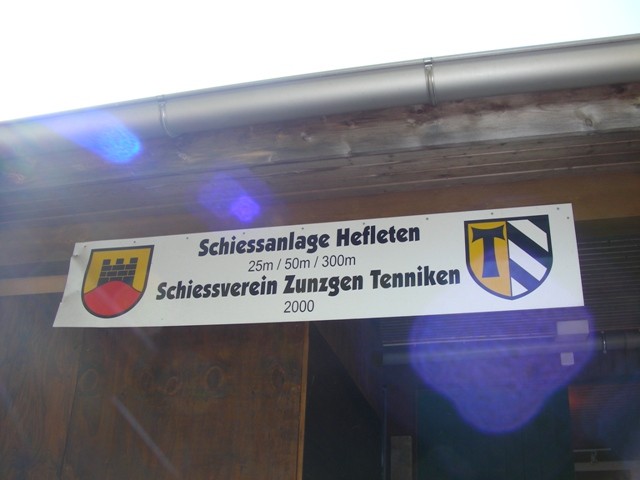 Schiessanlage Hefleten
25m / 50m / 300m
Schiessverein Zunzgen Tenniken
2000
T